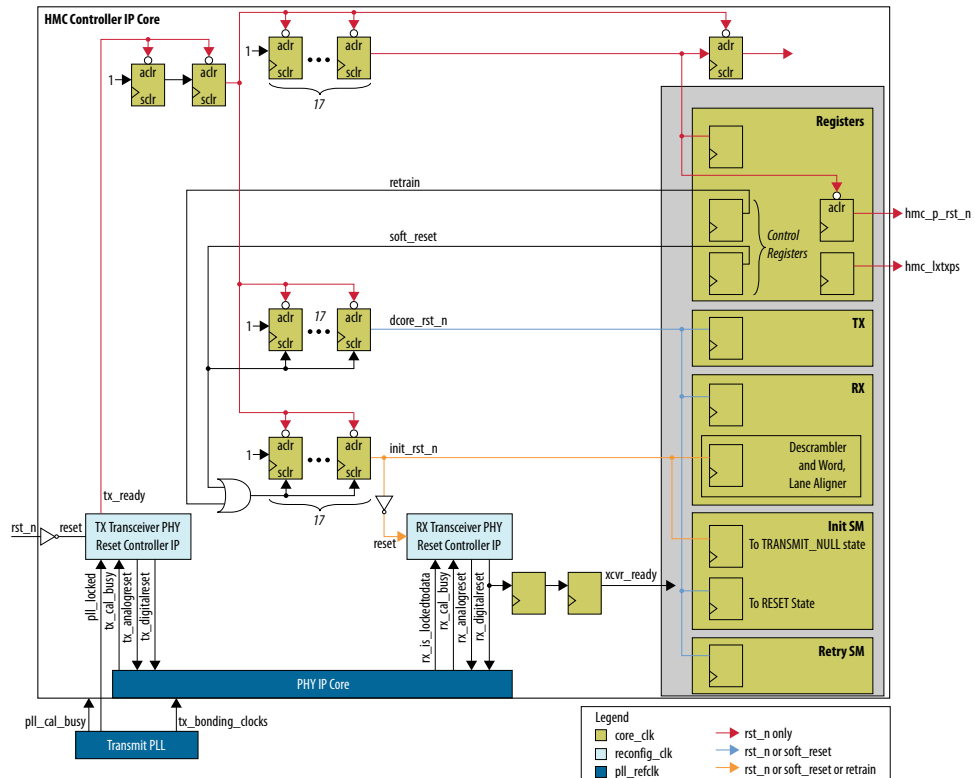 HMC Controller IP Core
1
aclr
sclr
aclr
sclr
1
aclr
sclr
aclr
sclr
17
aclr
sclr
Registers
retrain
aclr
hmc_p_rst_n
Control
Registers
soft_reset
hmc_lxtxps
1
aclr
sclr
17
aclr
sclr
dcore_rst_n
TX
RX
1
aclr
sclr
aclr
sclr
init_rst_n
17
Descrambler
and Word,
Lane Aligner
tx_ready
rst_n
reset
TX Transceiver PHY
Reset Controller IP
reset
RX Transceiver PHY
Reset Controller IP
Init SM
To TRANSMIT_NULL state
To RESET State
xcvr_ready
pll_locked
tx_cal_busy
tx_analogreset
tx_digitalreset
rx_is_lockedtodata
rx_cal_busy
rx_analogreset
rx_digitalreset
Retry SM
PHY IP Core
pll_cal_busy
tx_bonding_clocks
Transmit PLL
Legend
core_clk
reconfig_clk
pll_refclk
rst_n only
rst_n or soft_reset
rst_n or soft_reset or retrain